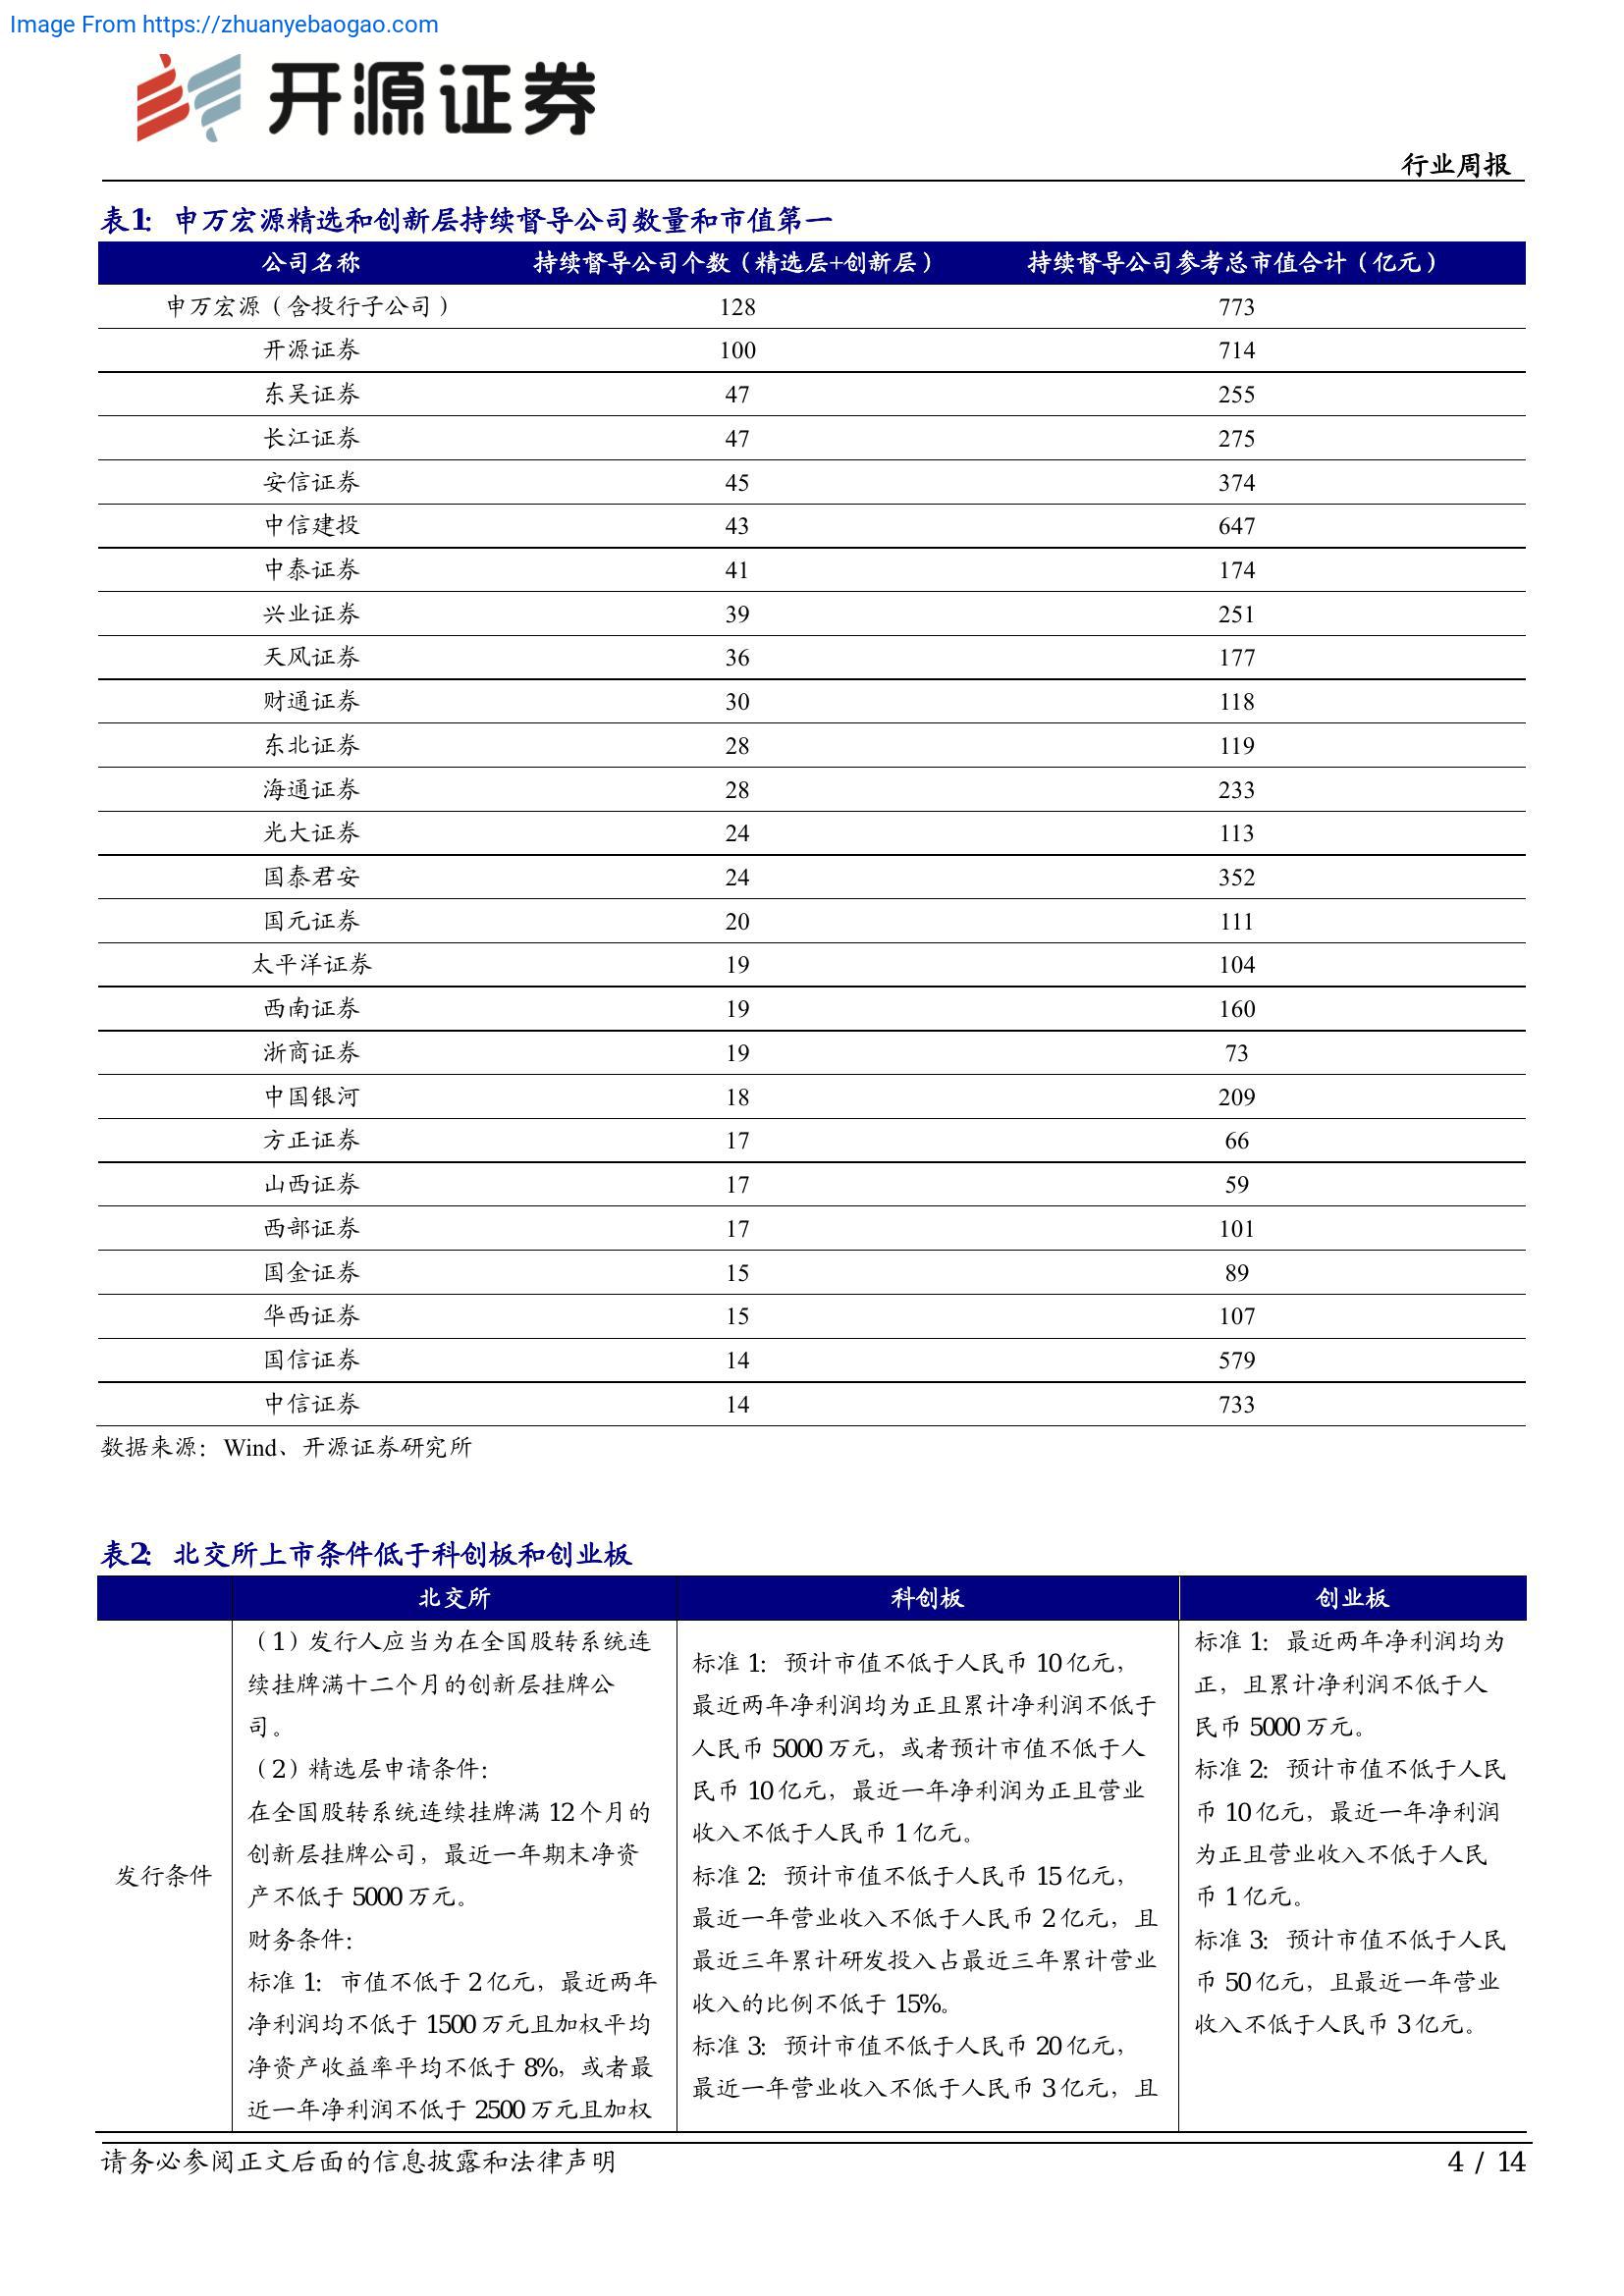 Image From https://zhuanyebaogao.com
开源证券
行业周报
表1: 申万宏源精选和创新层持续督导公司数量和市值第一
公司名称 持续督导公司个数（精选层+创新层） 持续督导公司参考总市值合计（亿元）
申万宏源（含投行子公司） 128 773
开源证券 100 714
东吴证券 47 255
长江证券 47 275
安信证券 45 374
中信建投 43 647
中泰证券 41 174
兴业证券 39 251
天风证券 36 177
财通证券 30 118
东北证券 28 119
海通证券 28 233
光大证券 24 113
国泰君安 24 352
国元证券 20 111
太平洋证券 19 104
西南证券 19 160
浙商证券 19 73
中国银河 18 209
方正证券 17 66
山西证券 17 59
西部证券 17 101
国金证券 15 89
华西证券 15 107
国信证券 14 579
中信证券 14 733
数据来源：Wind、开源证券研究所
表2: 北交所上市条件低于科创板和创业板
北交所 科创板 创业板
发行条件
（1）发行人应当为在全国股转系统连
续挂牌满十二个月的创新层挂牌公
司。
（2）精选层申请条件：
在全国股转系统连续挂牌满 12 个月的
创新层挂牌公司，最近一年期末净资
产不低于 5000 万元。
财务条件：
标准 1：市值不低于 2 亿元，最近两年
净利润均不低于 1500 万元且加权平均
净资产收益率平均不低于 8%，或者最
近一年净利润不低于 2500 万元且加权
标准 1：预计市值不低于人民币 10 亿元，
最近两年净利润均为正且累计净利润不低于
人民币 5000 万元，或者预计市值不低于人
民币 10 亿元，最近一年净利润为正且营业
收入不低于人民币 1 亿元。
标准 2：预计市值不低于人民币 15 亿元，
最近一年营业收入不低于人民币 2 亿元，且
最近三年累计研发投入占最近三年累计营业
收入的比例不低于 15%。
标准 3：预计市值不低于人民币 20 亿元，
最近一年营业收入不低于人民币 3 亿元，且
标准 1：最近两年净利润均为
正，且累计净利润不低于人
民币 5000 万元。
标准 2：预计市值不低于人民
币 10 亿元，最近一年净利润
为正且营业收入不低于人民
币 1 亿元。
标准 3：预计市值不低于人民
币 50 亿元，且最近一年营业
收入不低于人民币 3 亿元。
请务必参阅正文后面的信息披露和法律声明 4 / 14